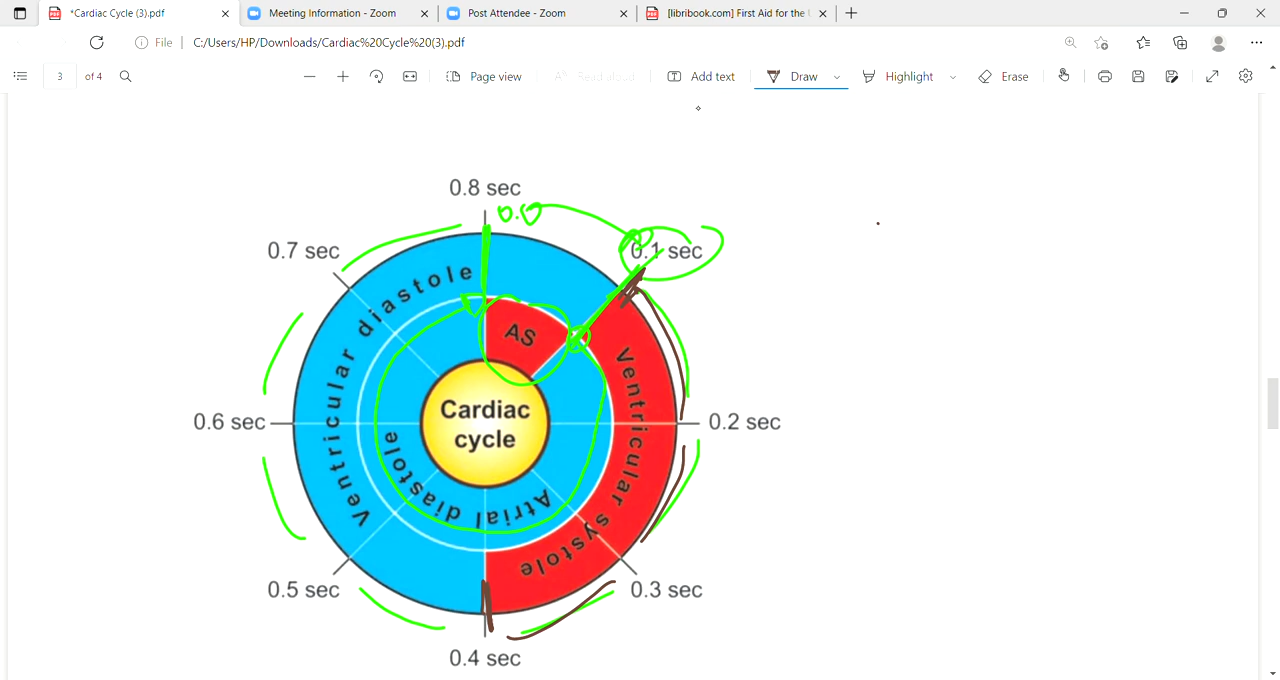 *Cardiac Cycle (3).pdf
Meeting Information - Zoom
Post Attendee - Zoom
[libribook.com] First Aid for the
File
C:/Users/HP/Downloads/Cardiac%20Cycle%20(3).pdf
3 of 4
Page view
Read aloud
Add text
Draw
Highlight
Erase
0.8 sec
0.0
0.7 sec
0.1 sec
Ventricular diastole
AS
Ventricular systole
Cardiac
cycle
0.6 sec
0.2 sec
Atrial diastole
0.5 sec
0.3 sec
0.4 sec